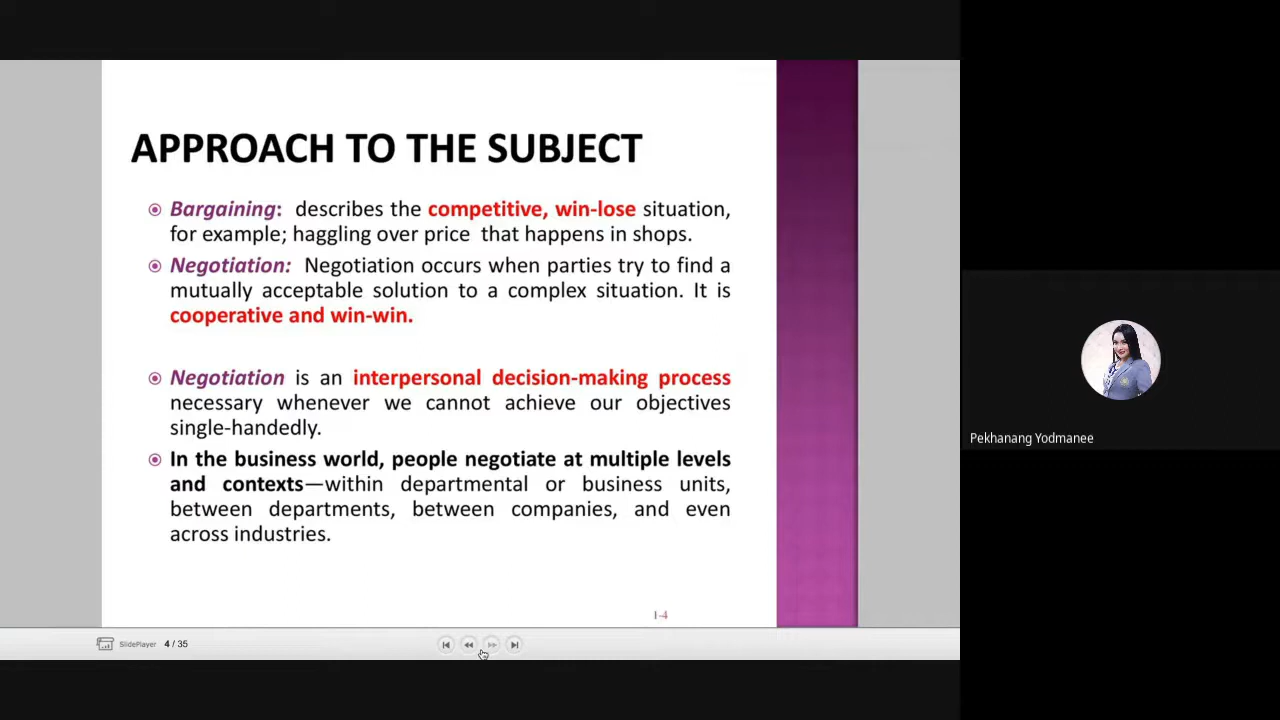 APPROACH TO THE SUBJECT
Bargaining: describes the competitive, win-lose situation,
for example; haggling over price that happens in shops.
Negotiation: Negotiation occurs when parties try to find a
mutually acceptable solution to a complex situation. It is
cooperative and win-win.
Negotiation is an interpersonal decision-making process
necessary whenever we cannot achieve our objectives
single-handedly.
In the business world, people negotiate at multiple levels
and contexts—within departmental or business units,
between departments, between companies, and even
across industries.
1-4
SlidePlayer 4 / 35
Pekhanang Yodmanee